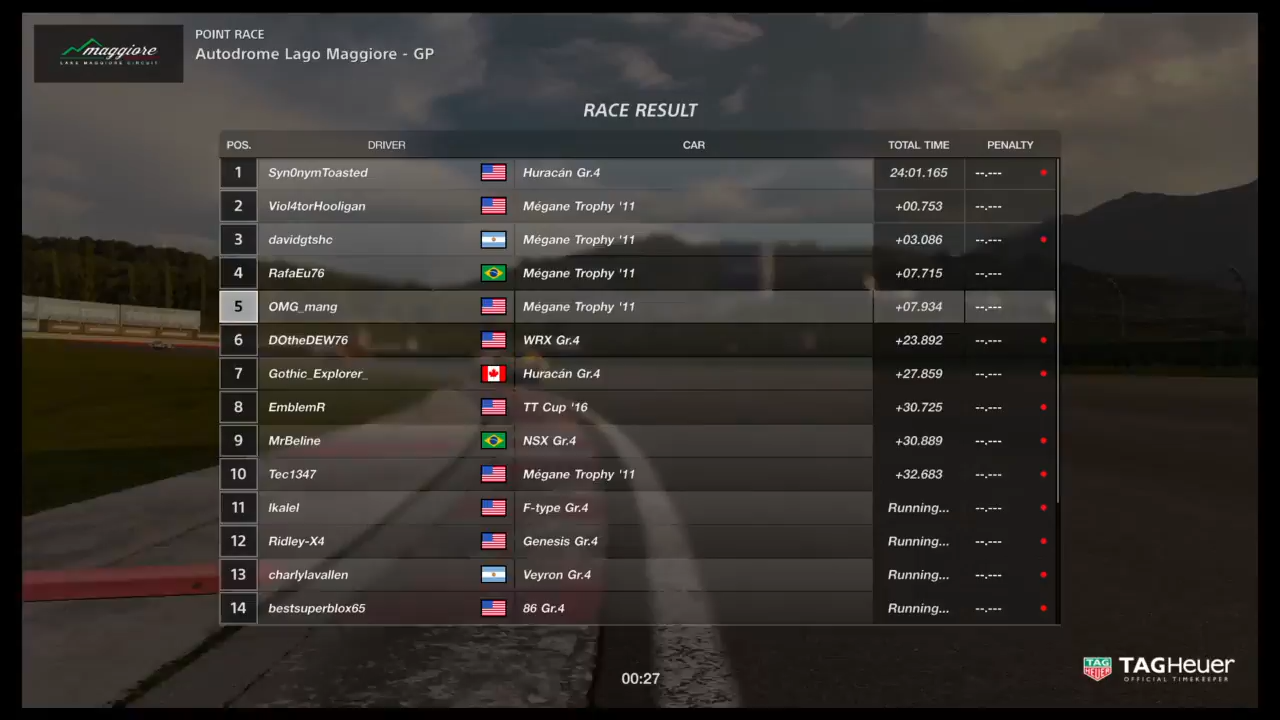 maggiore
LAKE MAGGIORE CIRCUIT
POINT RACE
Autodrome Lago Maggiore - GP
RACE RESULT
POS. DRIVER CAR TOTAL TIME PENALTY
1 Syn0nymToasted Huracán Gr.4 24:01.165 --.---
2 Viol4torHooligan Mégane Trophy '11 +00.753 --.---
3 davidgtshc Mégane Trophy '11 +03.086 --.---
4 RafaEu76 Mégane Trophy '11 +07.715 --.---
5 OMG_mang Mégane Trophy '11 +07.934 --.---
6 DOtheDEW76 WRX Gr.4 +23.892 --.---
7 Gothic_Explorer_ Huracán Gr.4 +27.859 --.---
8 EmblemR TT Cup '16 +30.725 --.---
9 MrBeline NSX Gr.4 +30.889 --.---
10 Tec1347 Mégane Trophy '11 +32.683 --.---
11 Ikalel F-type Gr.4 Running... --.---
12 Ridley-X4 Genesis Gr.4 Running... --.---
13 charlylavallen Veyron Gr.4 Running... --.---
14 bestsuperblox65 86 Gr.4 Running... --.---
00:27
TAG HEUER
TAGHeuer
OFFICIAL TIMEKEEPER